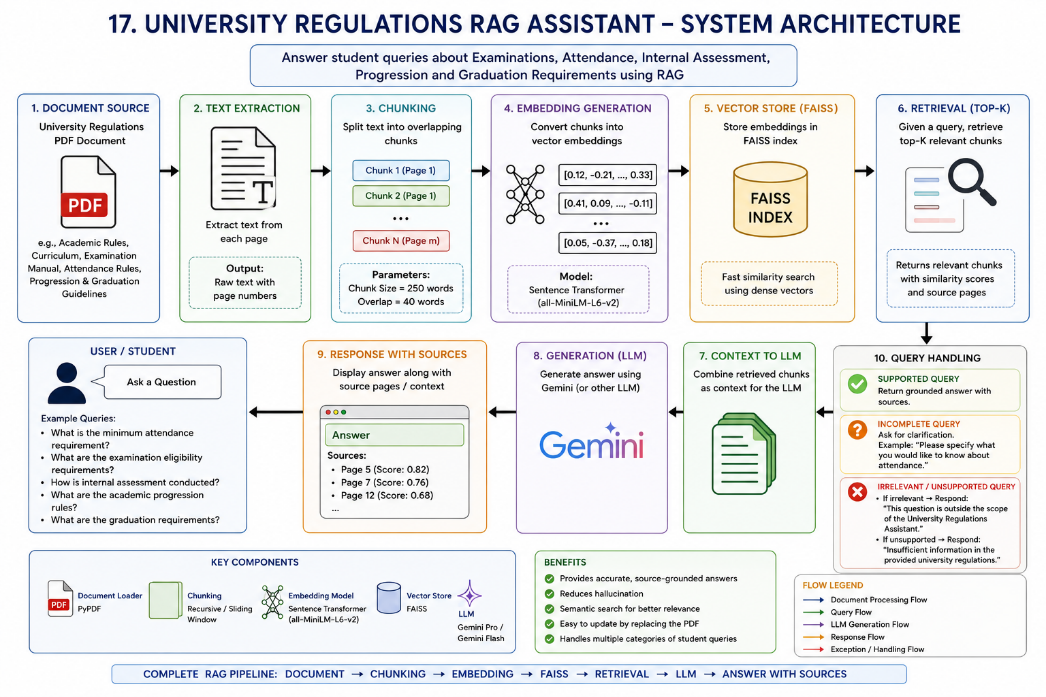 17. UNIVERSITY REGULATIONS RAG ASSISTANT – SYSTEM ARCHITECTURE
Answer student queries about Examinations, Attendance, Internal Assessment,
Progression and Graduation Requirements using RAG
1. DOCUMENT SOURCE
University Regulations
PDF Document
PDF
e.g., Academic Rules,
Curriculum, Examination
Manual, Attendance Rules,
Progression & Graduation
Guidelines
2. TEXT EXTRACTION
T
Extract text from
each page
Output:
Raw text with
page numbers
3. CHUNKING
Split text into overlapping
chunks
Chunk 1 (Page 1)
Chunk 2 (Page 1)
...
Chunk N (Page m)
Parameters:
Chunk Size = 250 words
Overlap = 40 words
4. EMBEDDING GENERATION
Convert chunks into
vector embeddings
[0.12, -0.21, ..., 0.33]
[0.41, 0.09, ..., -0.11]
...
[0.05, -0.37, ..., 0.18]
Model:
Sentence Transformer
(all-MiniLM-L6-v2)
5. VECTOR STORE (FAISS)
Store embeddings in
FAISS index
FAISS
INDEX
Fast similarity search
using dense vectors
6. RETRIEVAL (TOP-K)
Given a query, retrieve
top-K relevant chunks
Returns relevant chunks
with similarity scores
and source pages
USER / STUDENT
Ask a Question
Example Queries:
• What is the minimum attendance
requirement?
• What are the examination eligibility
requirements?
• How is internal assessment conducted?
• What are the academic progression
rules?
• What are the graduation requirements?
9. RESPONSE WITH SOURCES
Display answer along with
source pages / context
Answer
Sources:
• Page 5 (Score: 0.82)
• Page 7 (Score: 0.76)
• Page 12 (Score: 0.68)
...
8. GENERATION (LLM)
Generate answer using
Gemini (or other LLM)
Gemini
7. CONTEXT TO LLM
Combine retrieved chunks
as context for the LLM
10. QUERY HANDLING
SUPPORTED QUERY
Return grounded answer with
sources.
?
INCOMPLETE QUERY
Ask for clarification.
Example: "Please specify what
you would like to know about
attendance."
IRRELEVANT / UNSUPPORTED QUERY
• If irrelevant → Respond:
"This question is outside the scope
of the University Regulations
Assistant."
• If unsupported → Respond:
"Insufficient information in the
provided university regulations."
KEY COMPONENTS
PDF
Document Loader
PyPDF
Chunking
Recursive / Sliding
Window
Embedding Model
Sentence Transformer
(all-MiniLM-L6-v2)
Vector Store
FAISS
LLM
Gemini Pro /
Gemini Flash
BENEFITS
Provides accurate, source-grounded answers
Reduces hallucination
Semantic search for better relevance
Easy to update by replacing the PDF
Handles multiple categories of student queries
FLOW LEGEND
Document Processing Flow
Query Flow
LLM Generation Flow
Response Flow
Exception / Handling Flow
COMPLETE RAG PIPELINE: DOCUMENT → CHUNKING → EMBEDDING → FAISS → RETRIEVAL → LLM → ANSWER WITH SOURCES